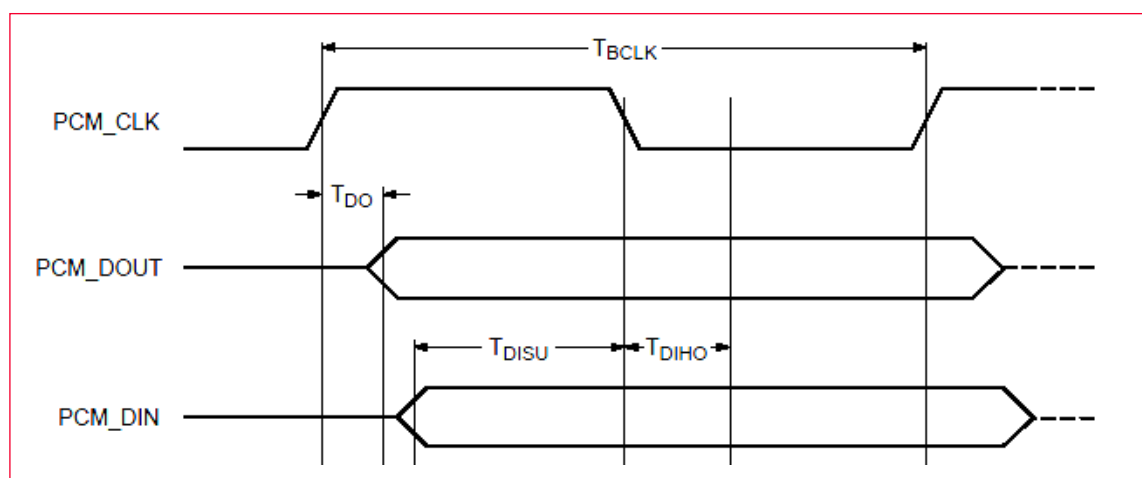 TBCLK
PCM_CLK
TDO
PCM_DOUT
TDISU TDIHO
PCM_DIN